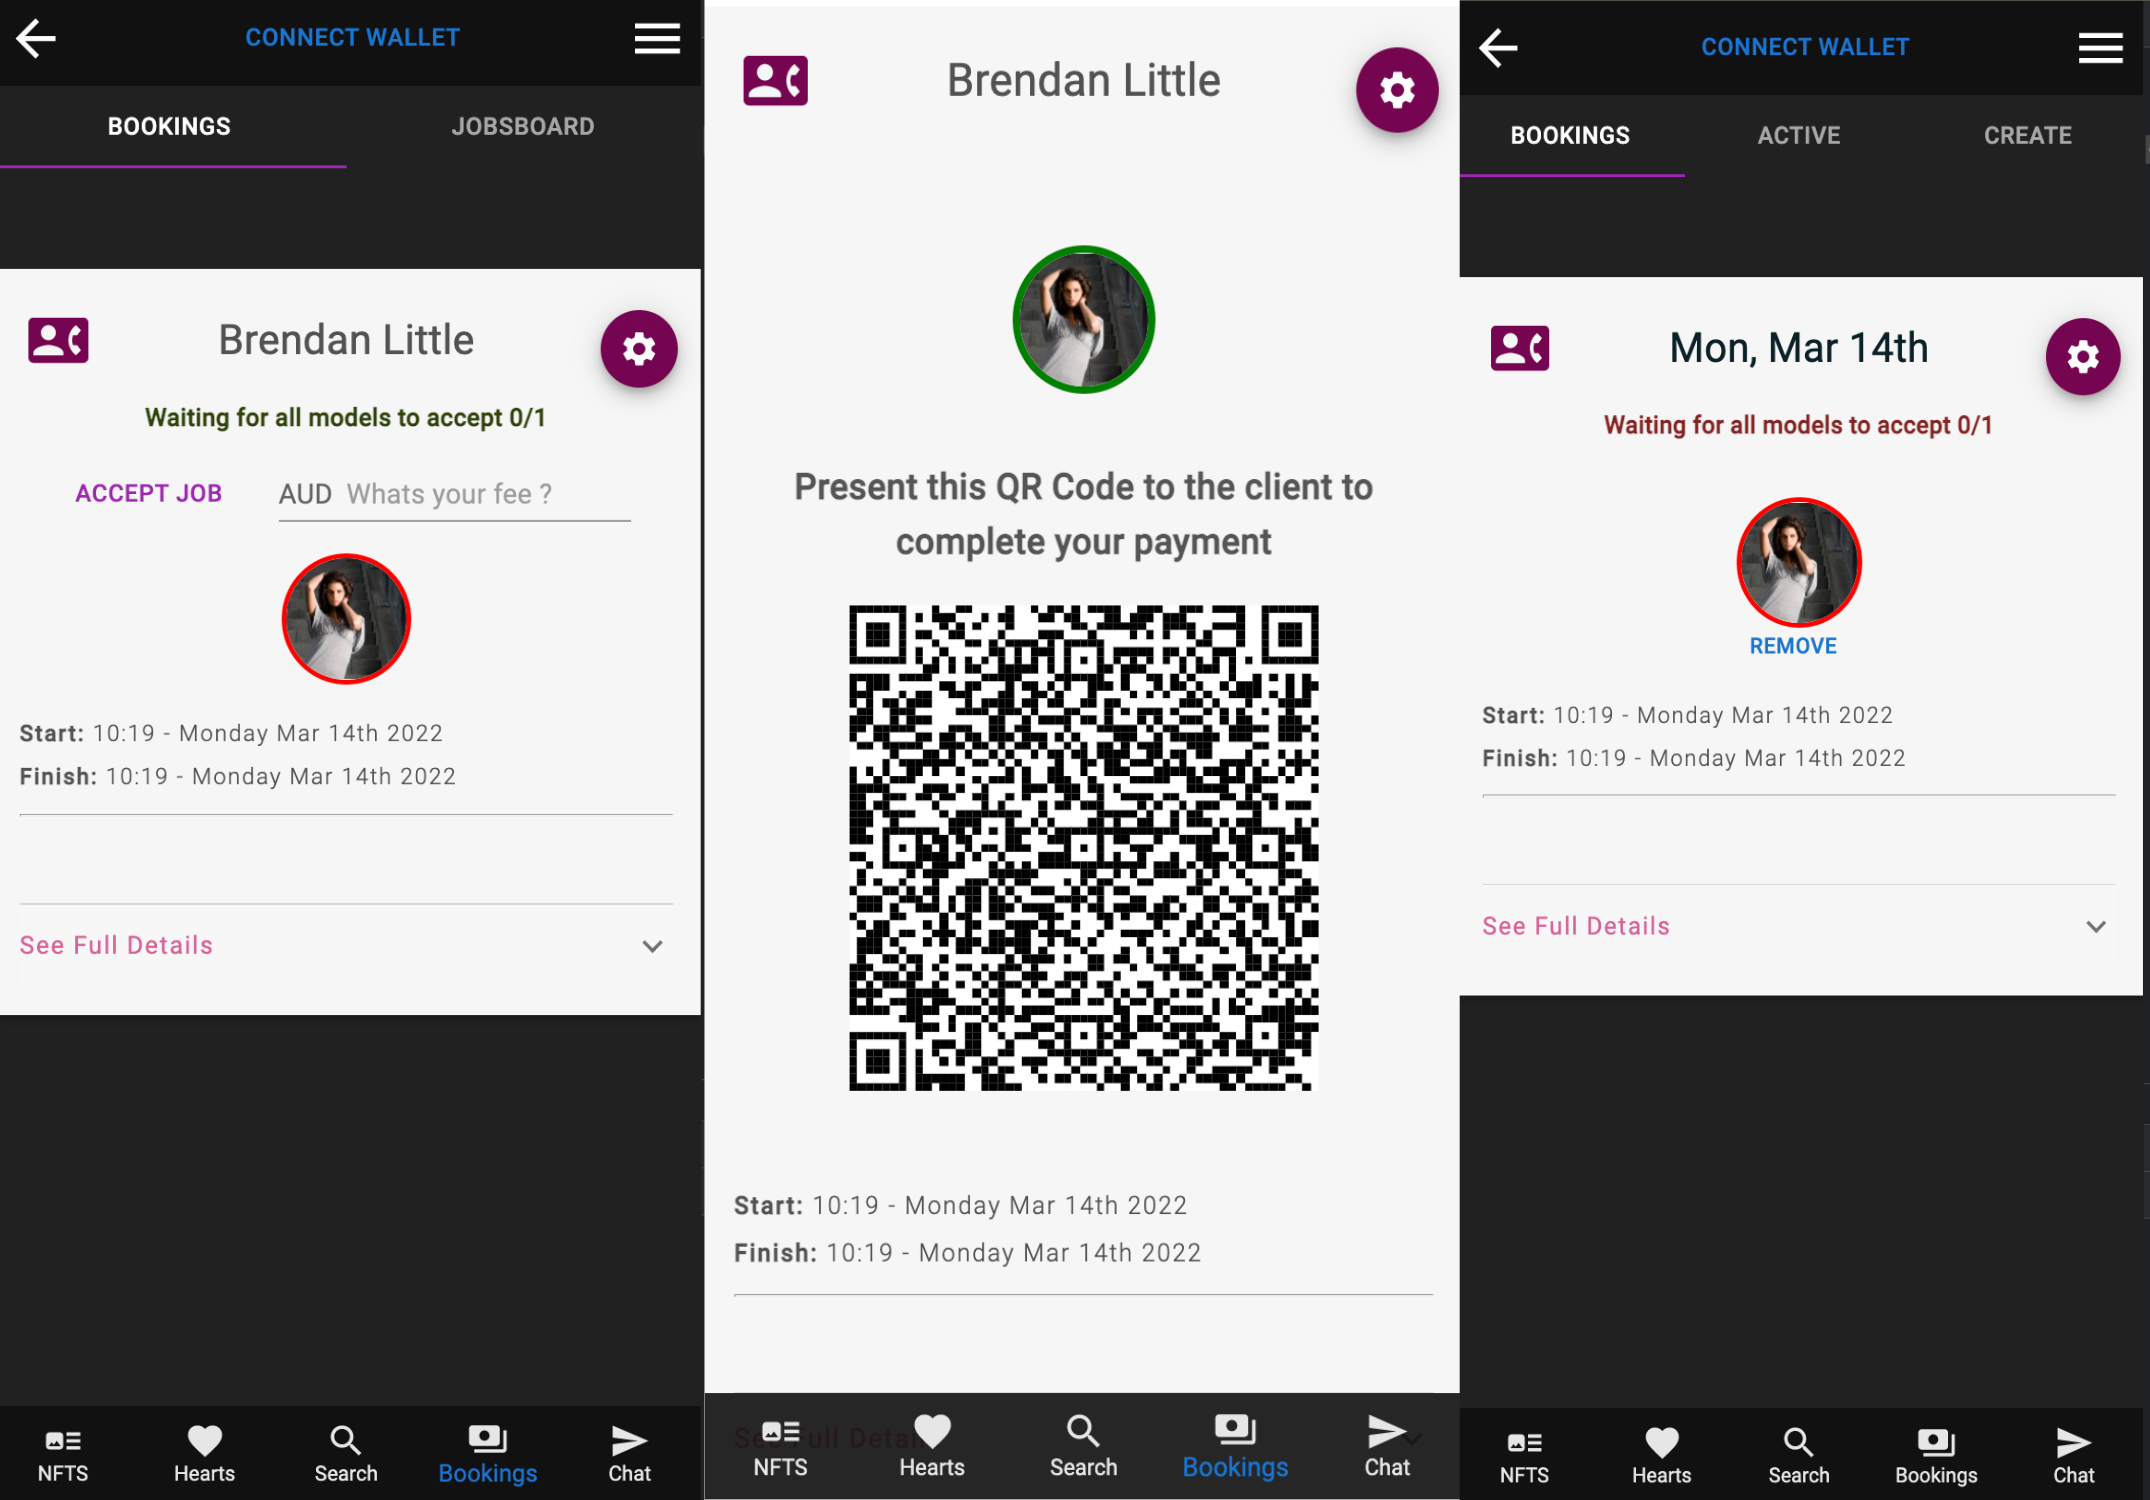 CONNECT WALLET
BOOKINGS
JOBSBOARD
Brendan Little
Waiting for all models to accept 0/1
ACCEPT JOB
AUD Whats your fee ?
Start: 10:19 - Monday Mar 14th 2022
Finish: 10:19 - Monday Mar 14th 2022
See Full Details
NFTS
Hearts
Search
Bookings
Chat
Brendan Little
Present this QR Code to the client to
complete your payment
Start: 10:19 - Monday Mar 14th 2022
Finish: 10:19 - Monday Mar 14th 2022
See Full Details
NFTS
Hearts
Search
Bookings
Chat
CONNECT WALLET
BOOKINGS
ACTIVE
CREATE
Mon, Mar 14th
Waiting for all models to accept 0/1
REMOVE
Start: 10:19 - Monday Mar 14th 2022
Finish: 10:19 - Monday Mar 14th 2022
See Full Details
NFTS
Hearts
Search
Bookings
Chat